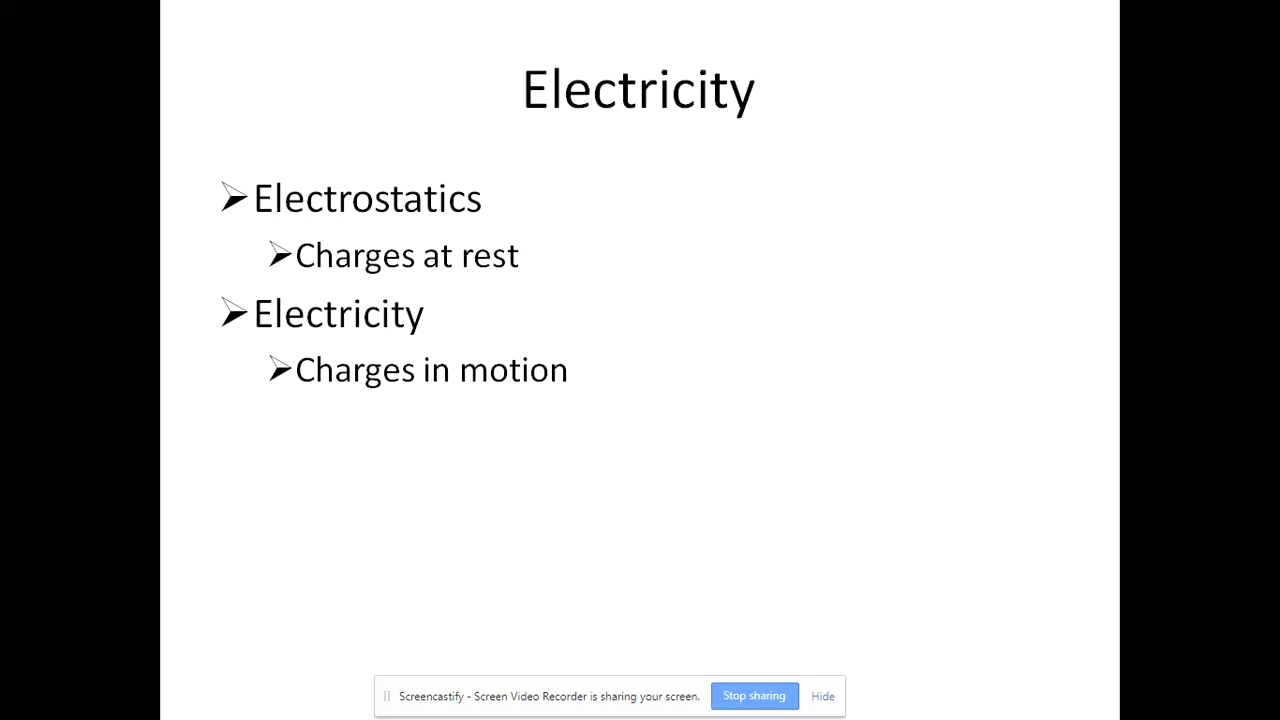 Electricity
Electrostatics
Charges at rest
Electricity
Charges in motion
Screencastify - Screen Video Recorder is sharing your screen. Stop sharing Hide